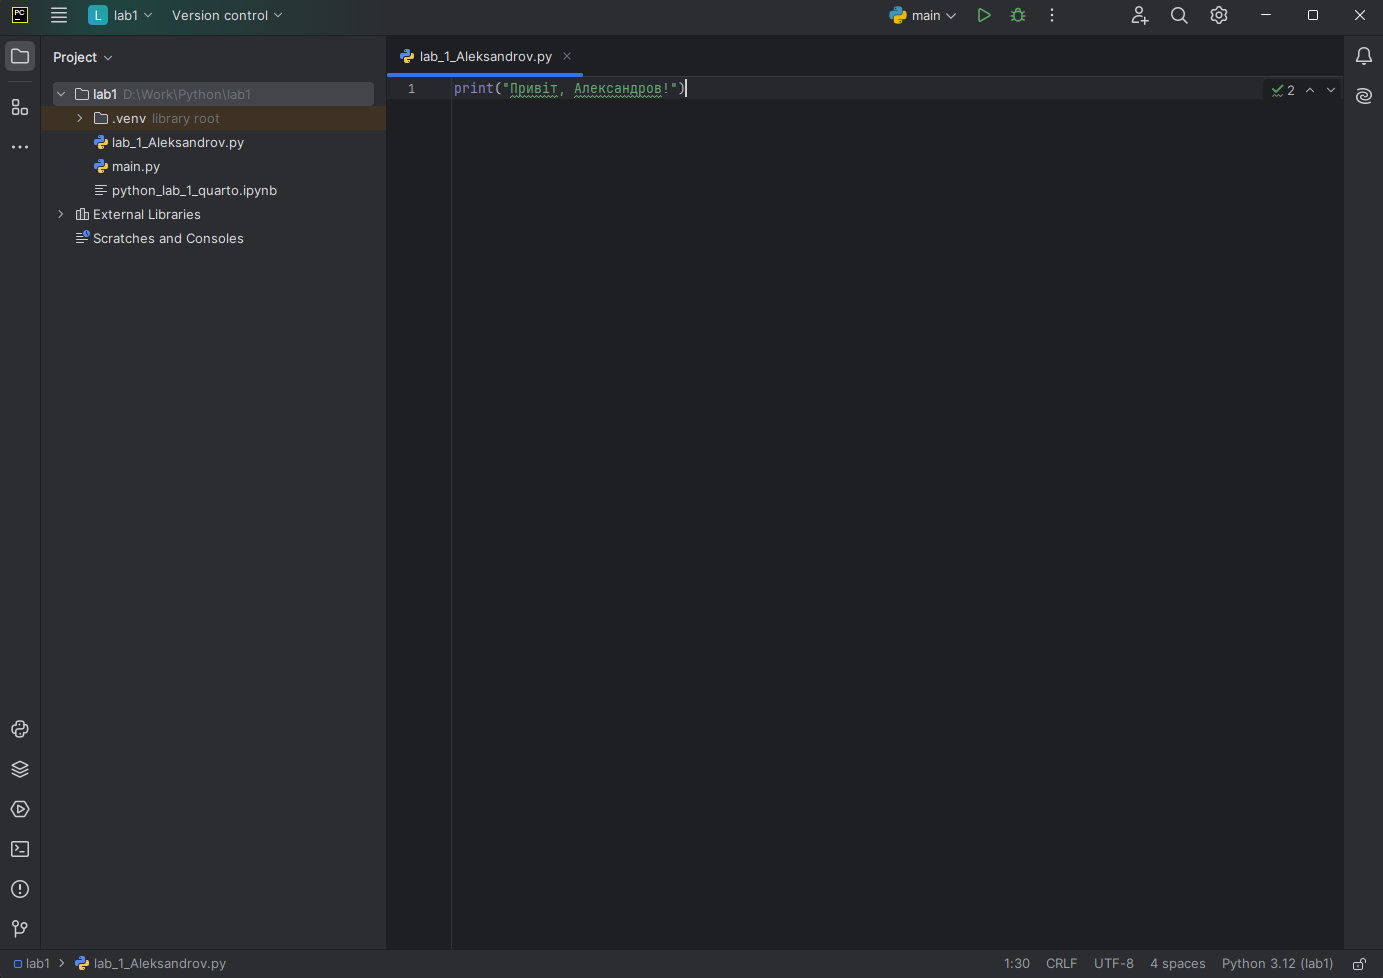 PC
L lab1
Version control
main
Project
lab_1_Aleksandrov.py
lab1 D:\Work\Python\lab1
.venv library root
lab_1_Aleksandrov.py
main.py
python_lab_1_quarto.ipynb
External Libraries
Scratches and Consoles
1 print("Привіт, Александров!")
2
lab1
lab_1_Aleksandrov.py
1:30 CRLF UTF-8 4 spaces Python 3.12 (lab1)